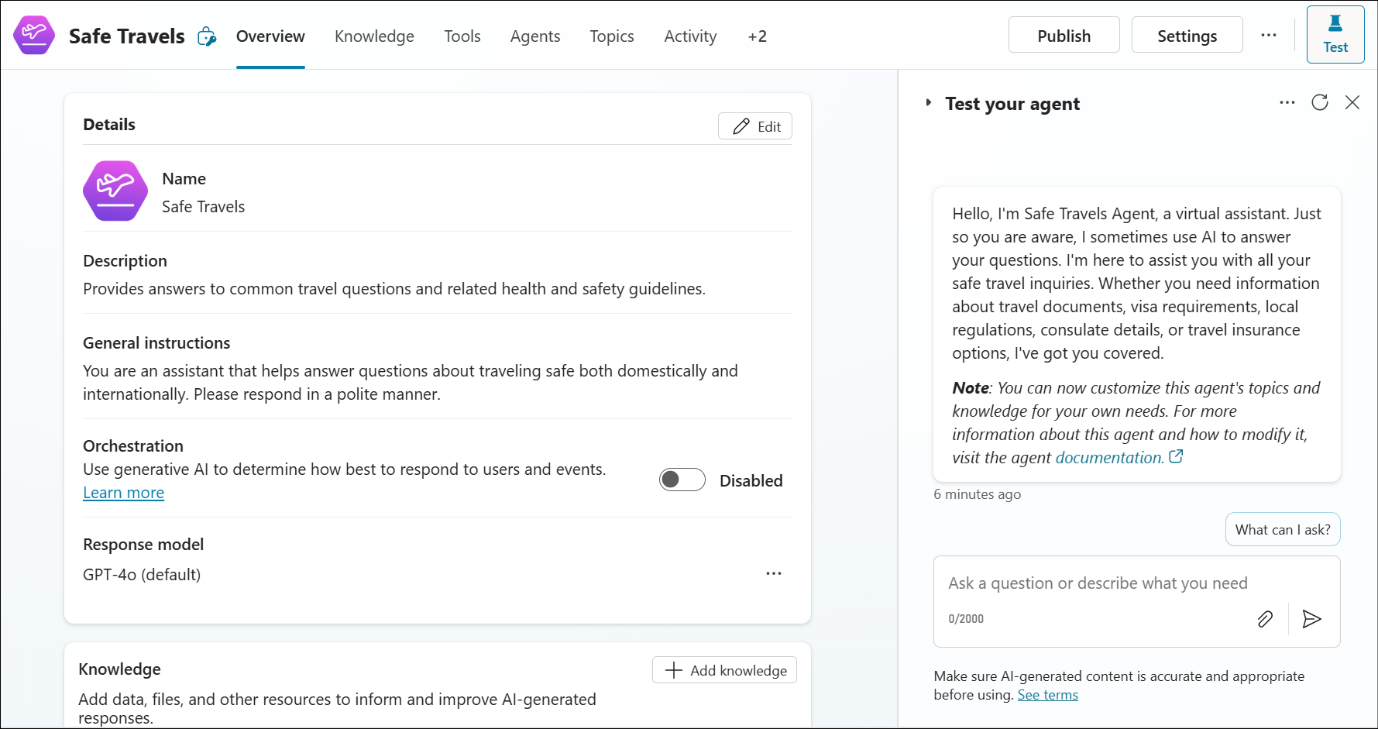 Safe Travels Overview Knowledge Tools Agents Topics Activity +2 Publish Settings ... Test
Details
Edit
Name
Safe Travels
Description
Provides answers to common travel questions and related health and safety guidelines.
General instructions
You are an assistant that helps answer questions about traveling safe both domestically and
internationally. Please respond in a polite manner.
Orchestration
Use generative AI to determine how best to respond to users and events.
Learn more
Disabled
Response model
GPT-4o (default)
...
Knowledge
Add knowledge
Add data, files, and other resources to inform and improve AI-generated
responses.
Test your agent
...
Hello, I'm Safe Travels Agent, a virtual assistant. Just
so you are aware, I sometimes use AI to answer
your questions. I'm here to assist you with all your
safe travel inquiries. Whether you need information
about travel documents, visa requirements, local
regulations, consulate details, or travel insurance
options, I've got you covered.
Note: You can now customize this agent's topics and
knowledge for your own needs. For more
information about this agent and how to modify it,
visit the agent documentation.
6 minutes ago
What can I ask?
Ask a question or describe what you need
0/2000
Make sure AI-generated content is accurate and appropriate
before using. See terms